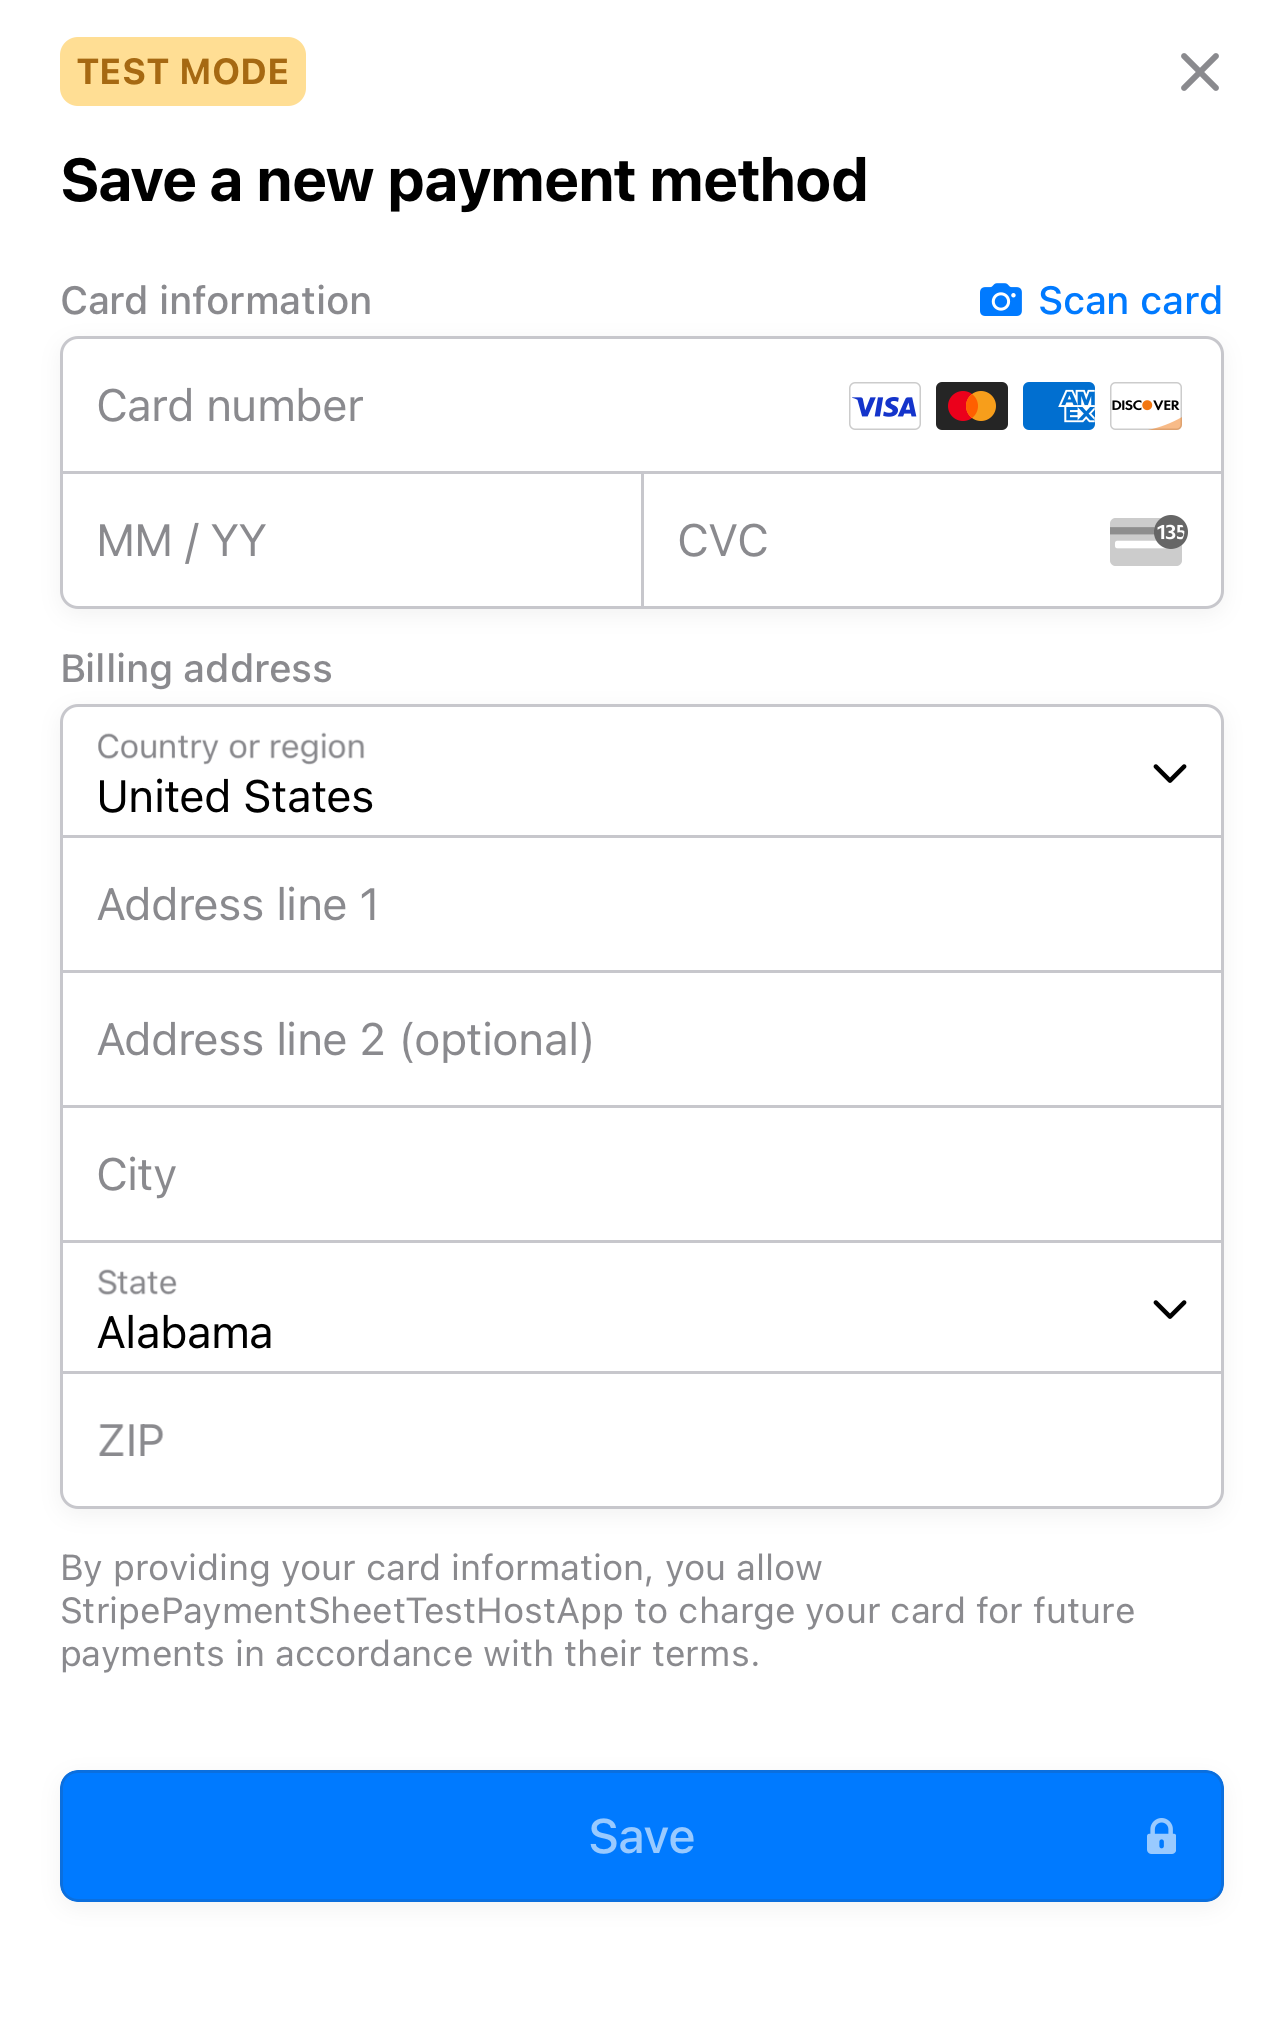 TEST MODE
Save a new payment method
Card information
Scan card
Card number
VISA
AM
EX
DISCOVER
MM / YY
CVC
135
Billing address
Country or region
United States
Address line 1
Address line 2 (optional)
City
State
Alabama
ZIP
By providing your card information, you allow
StripePaymentSheetTestHostApp to charge your card for future
payments in accordance with their terms.
Save